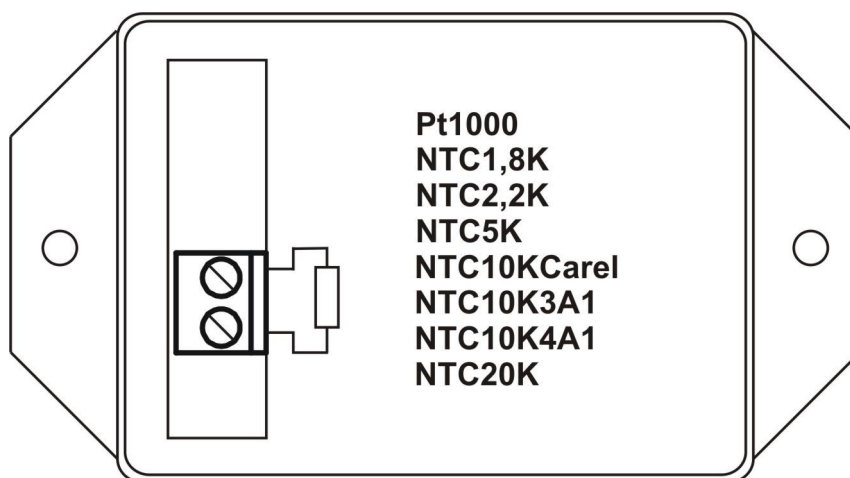 Pt1000
NTC1,8K
NTC2,2K
NTC5K
NTC10KCarel
NTC10K3A1
NTC10K4A1
NTC20K